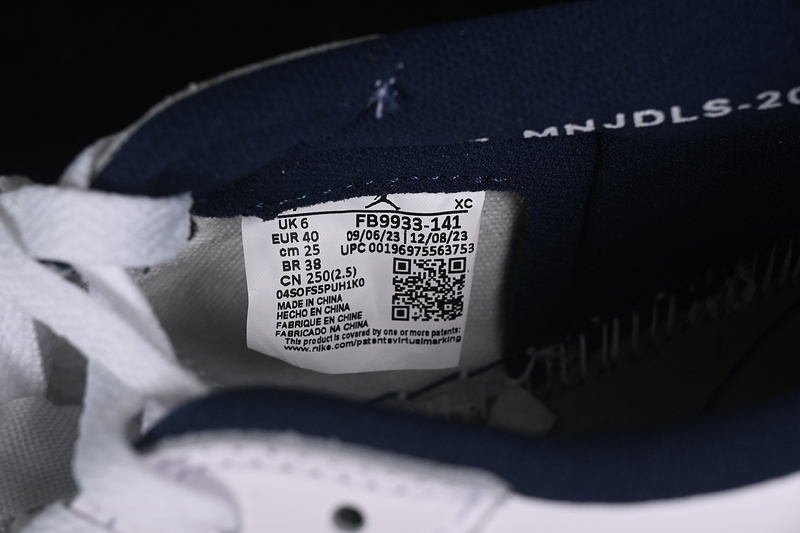 MNJDLS-20
XC
UK 6
FB9933-141
EUR 40
09/06/23 | 12/08/23
cm 25
UPC 00196975563753
BR 38
CN 250(2.5)
04SOFS5PUH1K0
MADE IN CHINA
HECHO EN CHINA
FABRIQUE EN CHINE
FABRICADO NA CHINA
This product is covered by one or more patents:
www.nike.com/patentsvirtualmarking